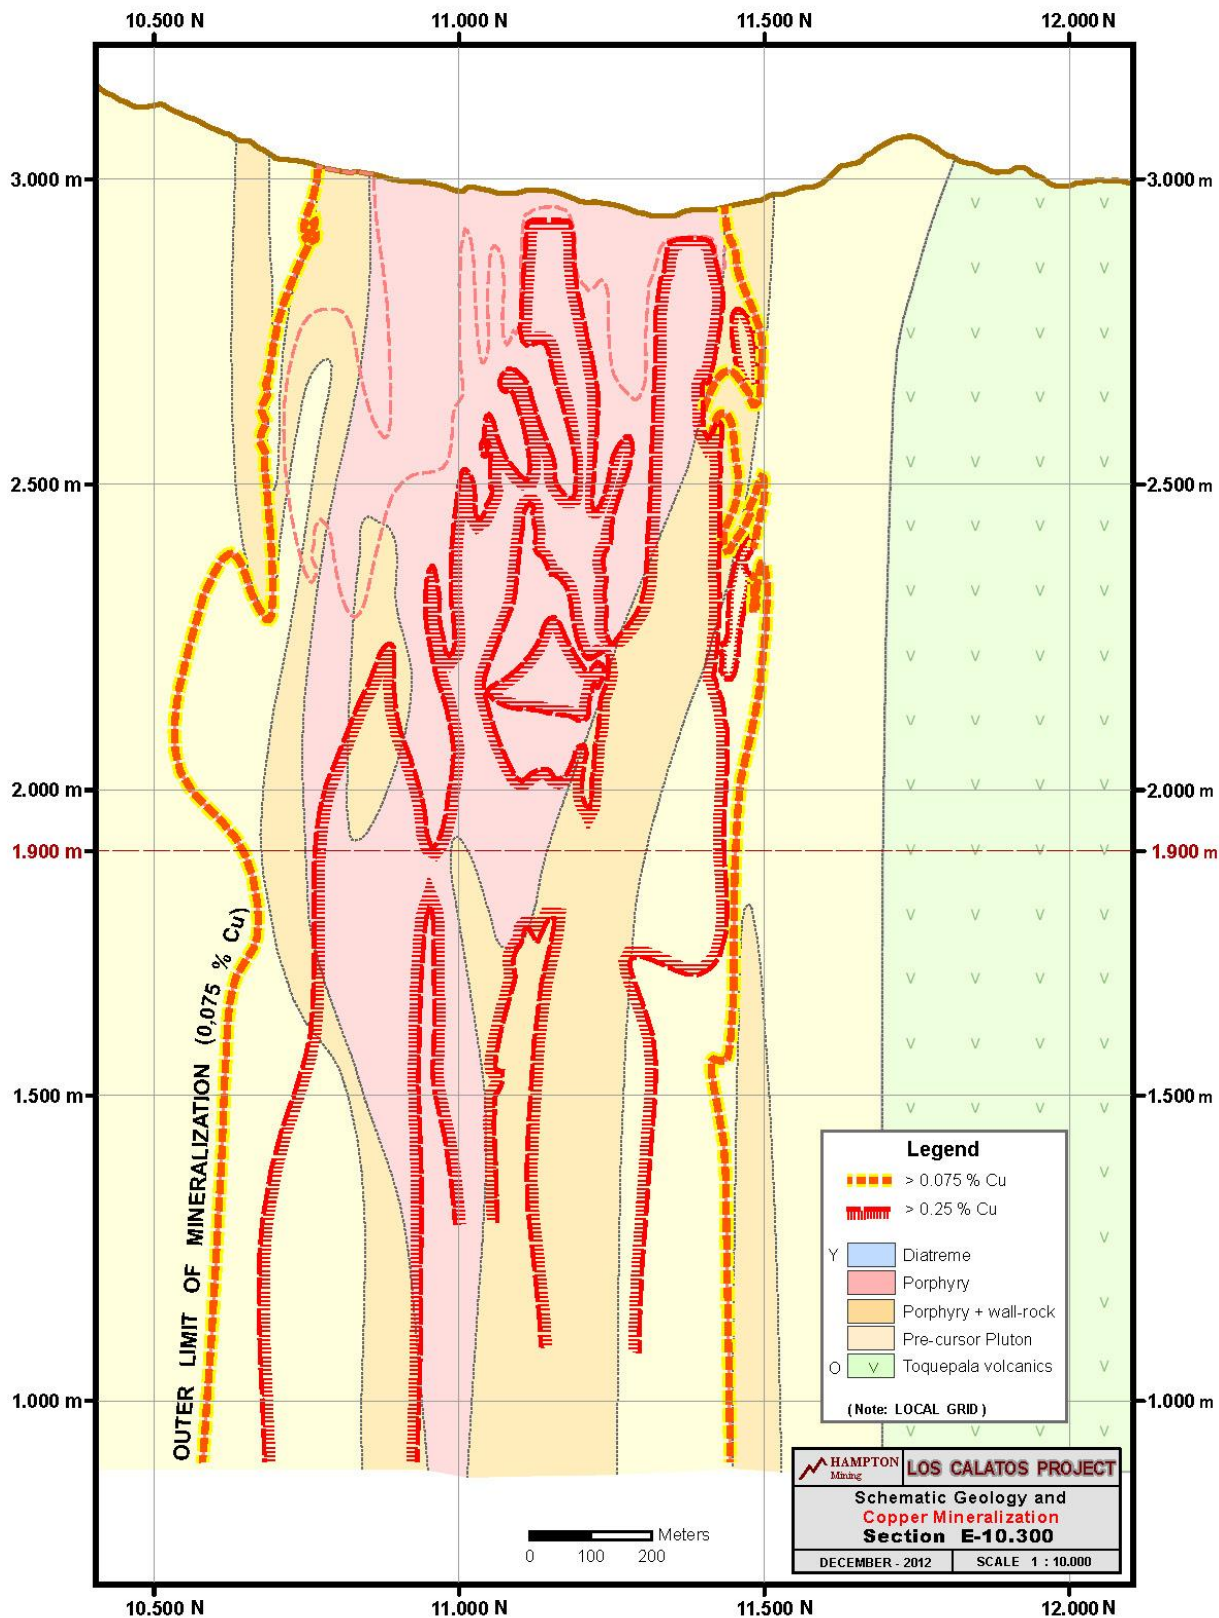 10.500 N 11.000 N 11.500 N 12.000 N
3.000 m 3.000 m
2.500 m 2.500 m
2.000 m 2.000 m
1.900 m 1.900 m
OUTER LIMIT OF MINERALIZATION (0,075 % Cu)
1.500 m 1.500 m
Legend
> 0.075 % Cu
> 0.25 % Cu
Y Diatreme
Porphyry
Porphyry + wall-rock
Pre-cursor Pluton
O V Toquepala volcanics
(Note: LOCAL GRID)
1.000 m 1.000 m
HAMPTON
Mining
LOS CALATOS PROJECT
Schematic Geology and
Copper Mineralization
Section E-10.300
DECEMBER - 2012 SCALE 1 : 10.000
Meters
0 100 200
10.500 N 11.000 N 11.500 N 12.000 N